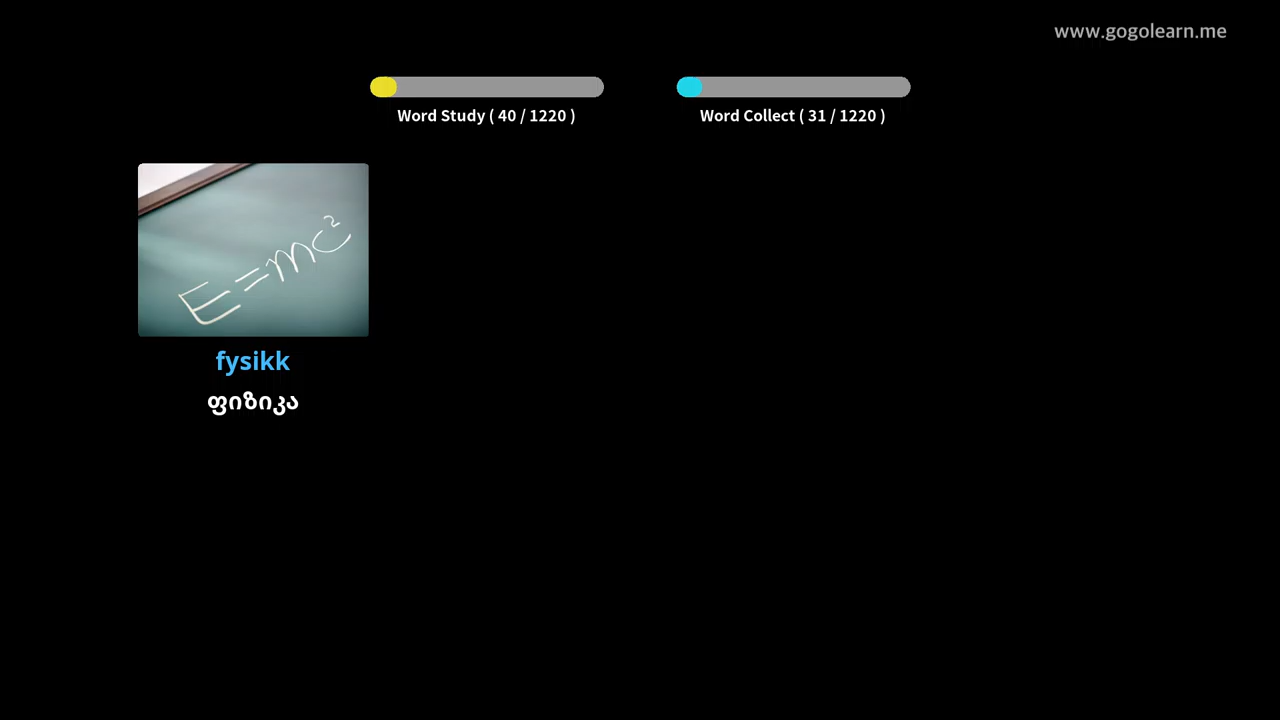 www.gogolearn.me
Word Study ( 40 / 1220 )
Word Collect ( 31 / 1220 )
E=mc²
fysikk
ფიზიკა